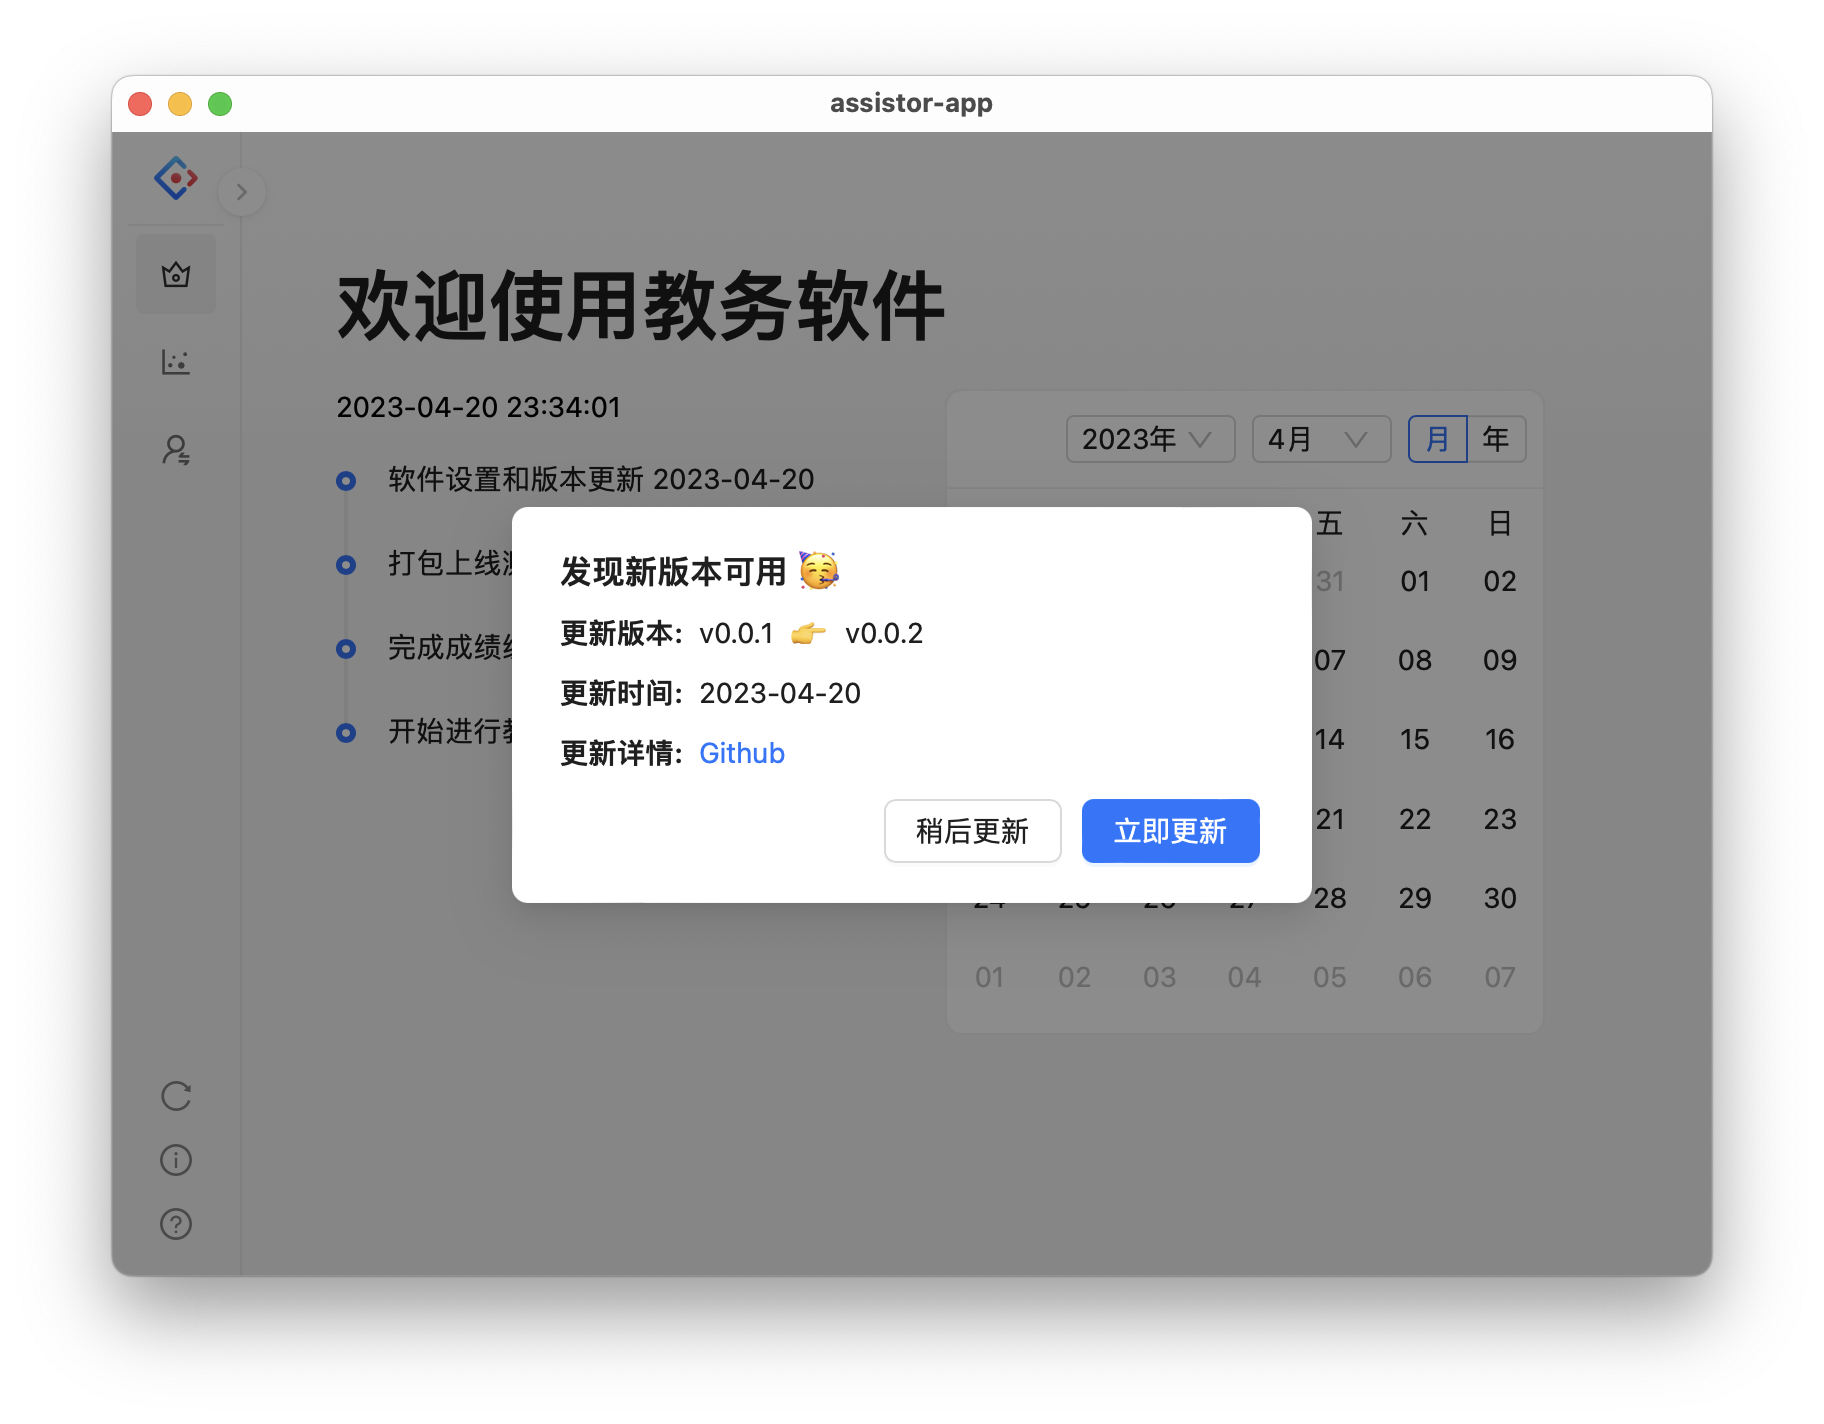 assistor-app
欢迎使用教务软件
2023-04-20 23:34:01
软件设置和版本更新 2023-04-20
打包上线
完成成绩
开始进行
2023年 4月 月 年
五 六 日
31 01 02
07 08 09
14 15 16
21 22 23
28 29 30
01 02 03 04 05 06 07
发现新版本可用 🥳
更新版本: v0.0.1 👉 v0.0.2
更新时间: 2023-04-20
更新详情: Github
稍后更新 立即更新